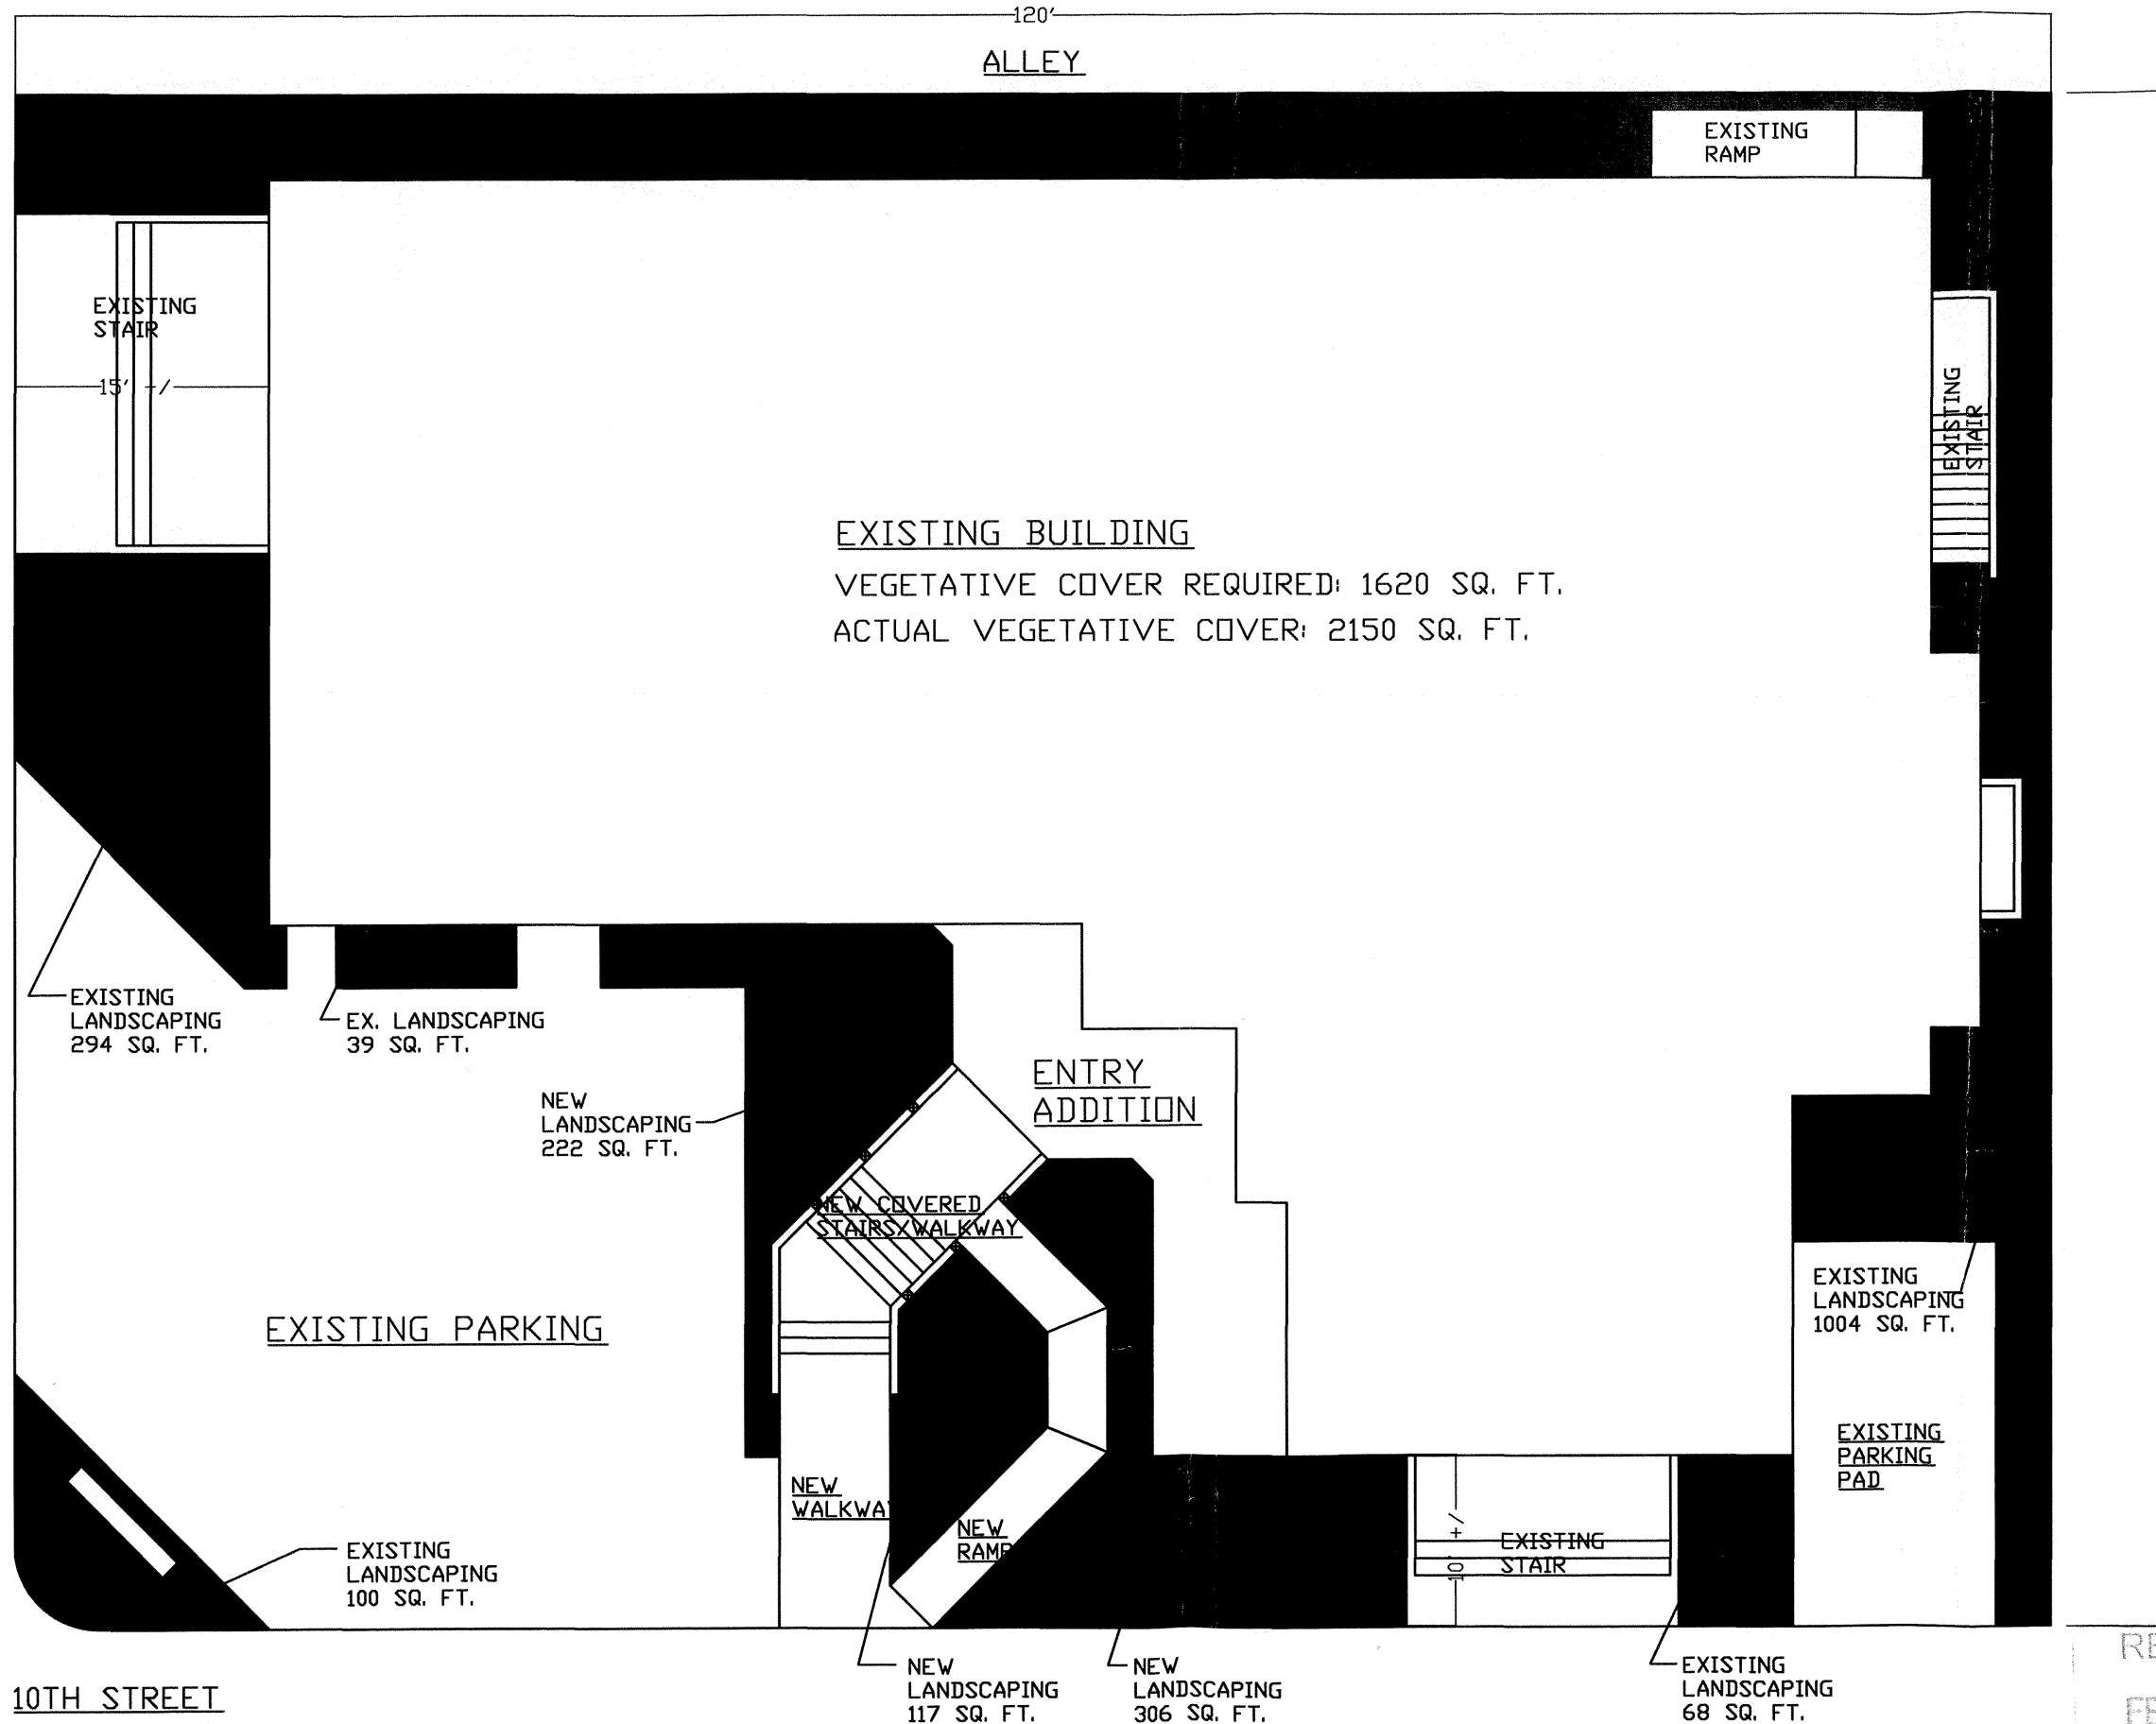 120'
ALLEY
EXISTING
RAMP
EXISTING
STAIR
15' +/
EXISTING
STAIR
EXISTING BUILDING
VEGETATIVE COVER REQUIRED: 1620 SQ. FT.
ACTUAL VEGETATIVE COVER: 2150 SQ. FT.
EXISTING
LANDSCAPING
294 SQ. FT.
EX. LANDSCAPING
39 SQ. FT.
NEW
LANDSCAPING
222 SQ. FT.
ENTRY
ADDITION
NEW COVERED
STAIRS/WALKWAY
EXISTING PARKING
EXISTING
LANDSCAPING
1004 SQ. FT.
EXISTING
PARKING
PAD
NEW
WALKWAY
NEW
RAMP
10' +/
EXISTING
STAIR
EXISTING
LANDSCAPING
100 SQ. FT.
NEW
LANDSCAPING
117 SQ. FT.
NEW
LANDSCAPING
306 SQ. FT.
EXISTING
LANDSCAPING
68 SQ. FT.
10TH STREET